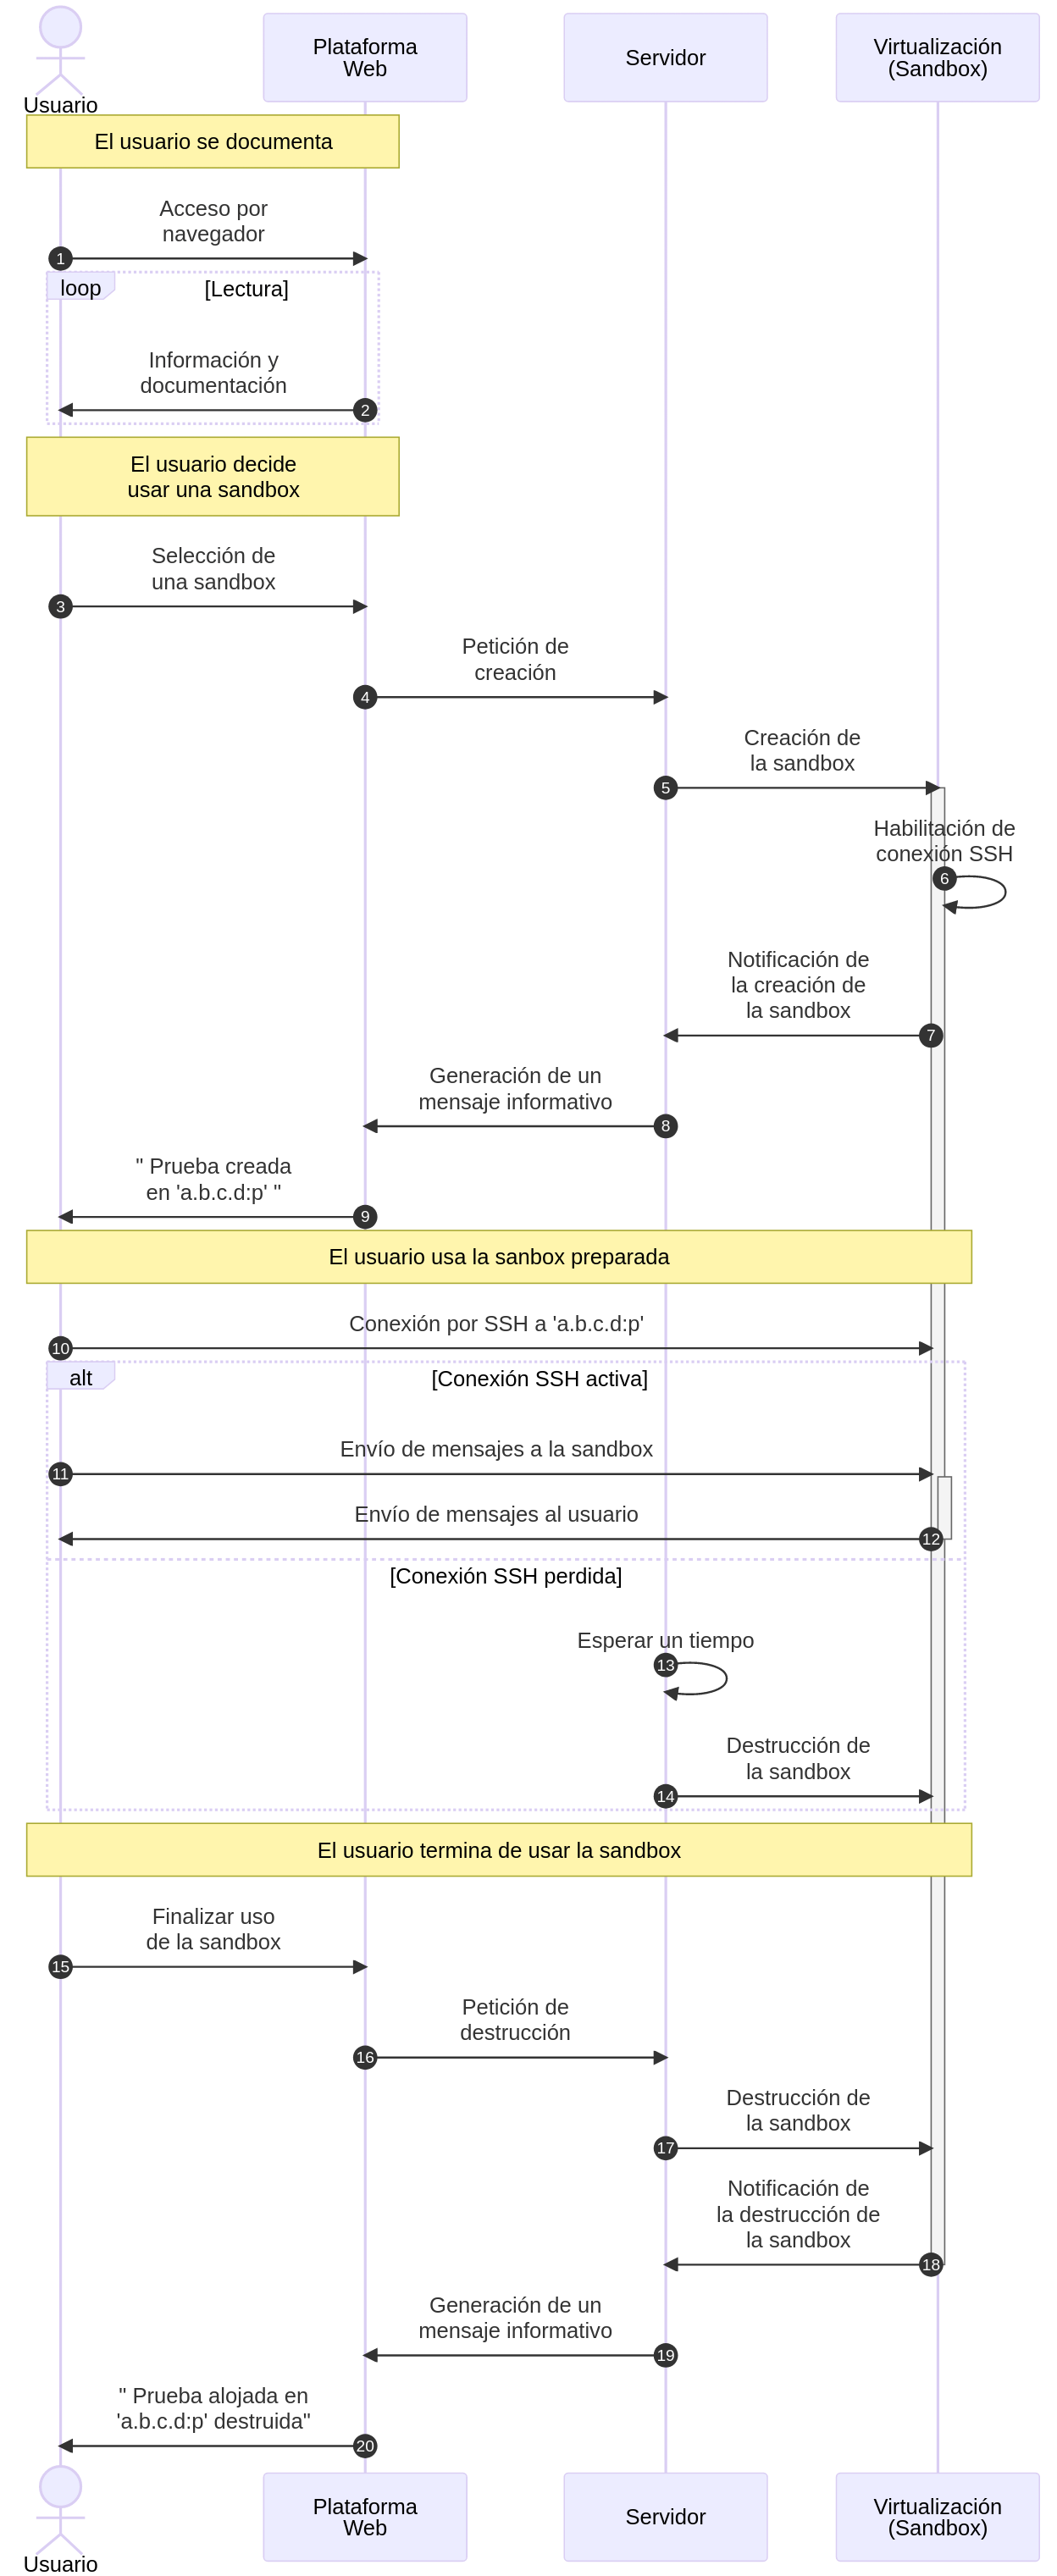 Usuario
Plataforma
Web
Servidor
Virtualización
(Sandbox)
El usuario se documenta
Acceso por
navegador
1
loop
[Lectura]
Información y
documentación
2
El usuario decide
usar una sandbox
Selección de
una sandbox
3
Petición de
creación
4
Creación de
la sandbox
5
Habilitación de
conexión SSH
6
Notificación de
la creación de
la sandbox
7
Generación de un
mensaje informativo
8
" Prueba creada
en 'a.b.c.d:p' "
9
El usuario usa la sanbox preparada
Conexión por SSH a 'a.b.c.d:p'
10
alt
[Conexión SSH activa]
Envío de mensajes a la sandbox
11
Envío de mensajes al usuario
12
[Conexión SSH perdida]
Esperar un tiempo
13
Destrucción de
la sandbox
14
El usuario termina de usar la sandbox
Finalizar uso
de la sandbox
15
Petición de
destrucción
16
Destrucción de
la sandbox
17
Notificación de
la destrucción de
la sandbox
18
Generación de un
mensaje informativo
19
" Prueba alojada en
'a.b.c.d:p' destruida"
20
Usuario
Plataforma
Web
Servidor
Virtualización
(Sandbox)